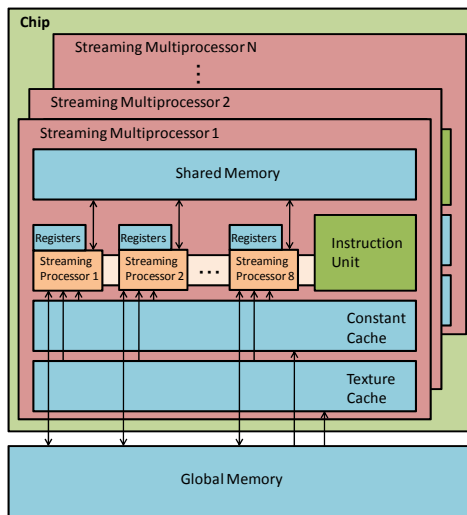 Chip
Streaming Multiprocessor N
⋮
Streaming Multiprocessor 2
Streaming Multiprocessor 1
Shared Memory
Registers Registers Registers
Streaming Streaming Streaming
Processor 1 Processor 2 ... Processor 8
Instruction
Unit
Constant
Cache
Texture
Cache
Global Memory